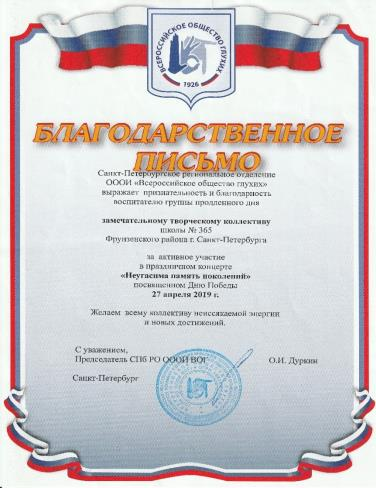 ВСЕРОССИЙСКОЕ ОБЩЕСТВО ГЛУХИХ
1926
БЛАГОДАРСТВЕННОЕ
ПИСЬМО
Санкт-Петербургское региональное отделение
ОООИ «Всероссийское общество глухих»
выражает признательность и благодарность
воспитателю группы продленного дня
замечательному творческому коллективу
школы № 365
Фрунзенского района г. Санкт-Петербурга
за активное участие
в праздничном концерте
«Неугасима память поколений»
посвященном Дню Победы
27 апреля 2019 г.
Желаем всему коллективу неиссякаемой энергии
и новых достижений.
С уважением,
Председатель СПб РО ОООИ ВОГ О.И. Дуркин
Санкт-Петербург